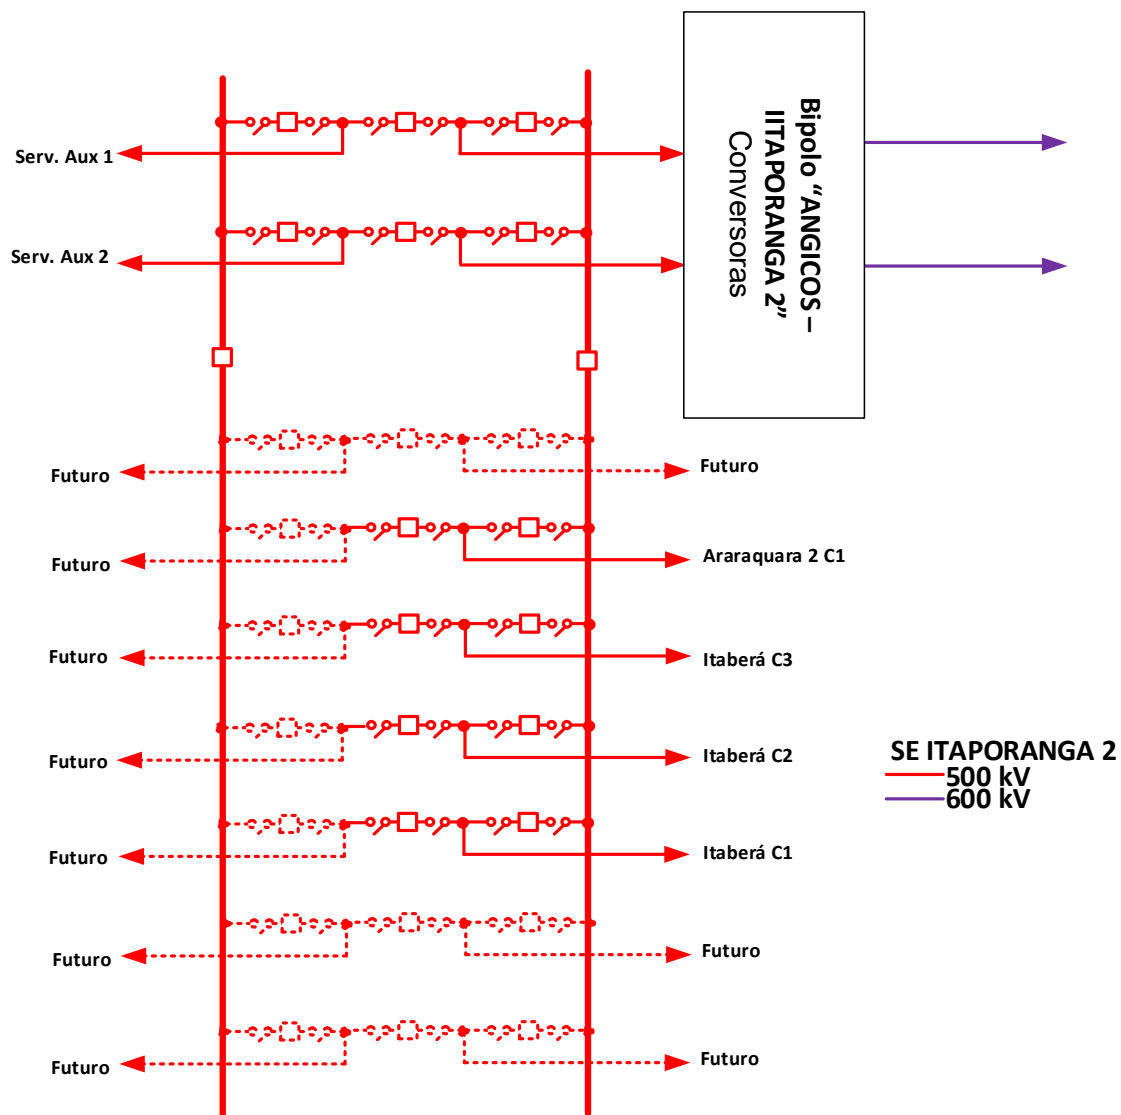 Bipolo “ANGICOS –
IITAPORANGA 2”
Conversoras
Serv. Aux 1
Serv. Aux 2
Futuro
Futuro
Futuro
Araraquara 2 C1
Futuro
Itaberá C3
Futuro
Itaberá C2
Futuro
Itaberá C1
SE ITAPORANGA 2
500 kV
600 kV
Futuro
Futuro
Futuro
Futuro